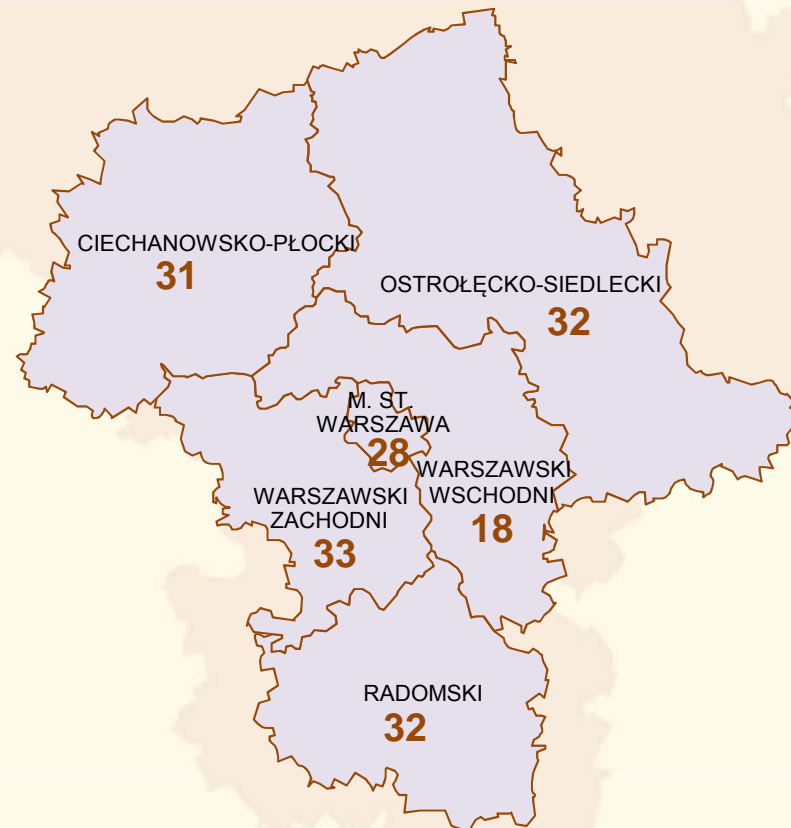 CIECHANOWSKO-PŁOCKI
31
OSTROŁĘCKO-SIEDLECKI
32
M. ST.
WARSZAWA
28
WARSZAWSKI
WSCHODNI
18
WARSZAWSKI
ZACHODNI
33
RADOMSKI
32